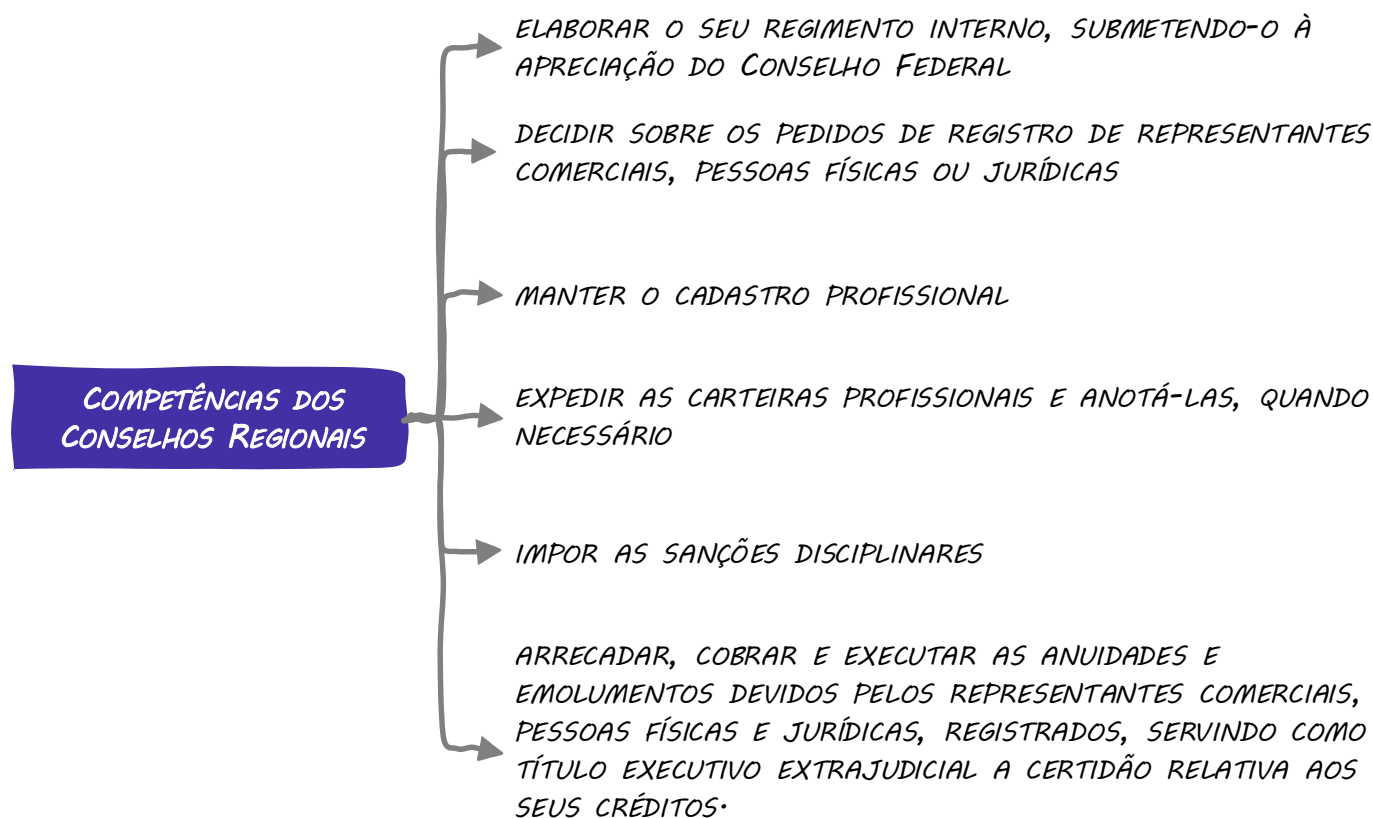 Competências dos
Conselhos Regionais
elaborar o seu regimento interno, submetendo-o à
apreciação do Conselho Federal
decidir sobre os pedidos de registro de representantes
comerciais, pessoas físicas ou jurídicas
manter o cadastro profissional
expedir as carteiras profissionais e anotá-las, quando
necessário
impor as sanções disciplinares
arrecadar, cobrar e executar as anuidades e
emolumentos devidos pelos representantes comerciais,
pessoas físicas e jurídicas, registrados, servindo como
título executivo extrajudicial a certidão relativa aos
seus créditos.